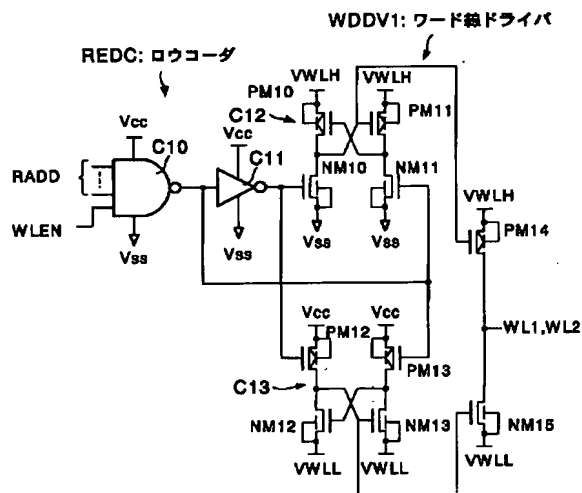 WDDV1: ワード線ドライバ
REDC: ロウコーダ
VWLH VWLH
PM10 PM11
C12
Vcc Vcc
C10 C11
NM10 NM11
RADD
WLEN
VWLH
Vss Vss Vss Vss
PM14
Vcc Vcc
PM12
WL1,WL2
PM13
C13
NM12 NM13 NM15
VWLL VWLL VWLL